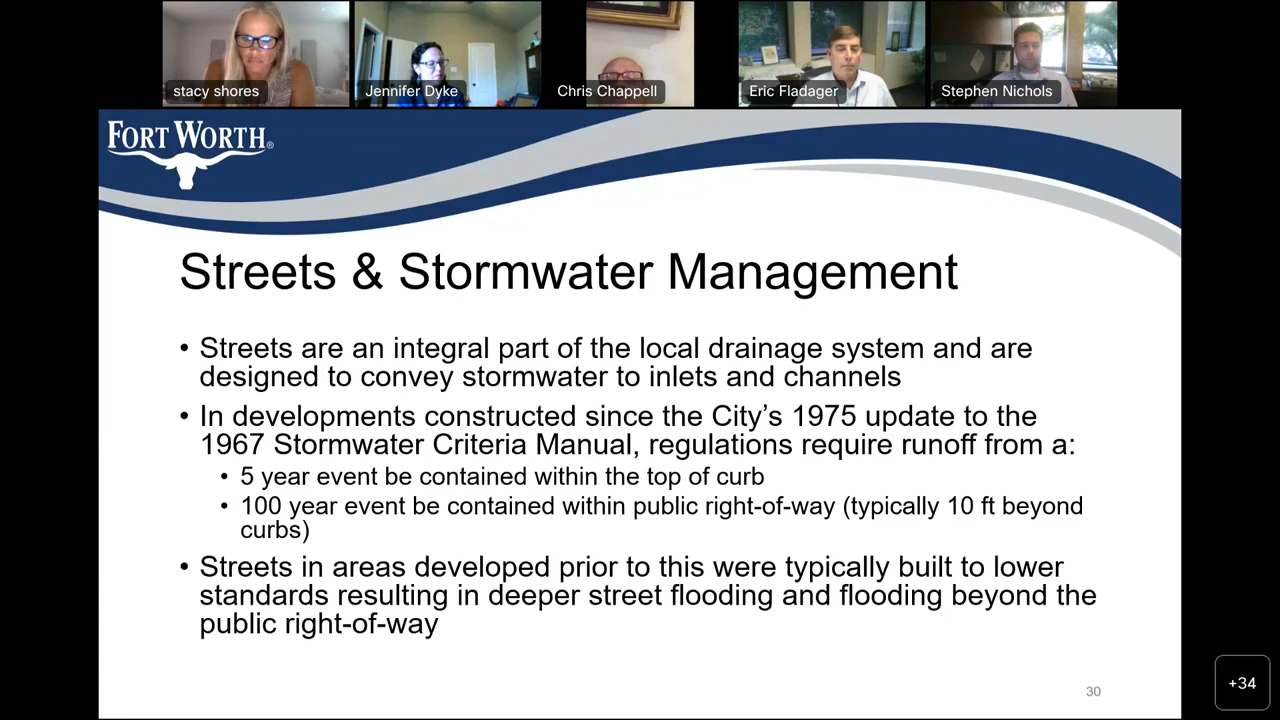 stacy shores
Jennifer Dyke
Chris Chappell
Eric Fladager
Stephen Nichols
FORT WORTH®
Streets & Stormwater Management
• Streets are an integral part of the local drainage system and are
designed to convey stormwater to inlets and channels
• In developments constructed since the City’s 1975 update to the
1967 Stormwater Criteria Manual, regulations require runoff from a:
• 5 year event be contained within the top of curb
• 100 year event be contained within public right-of-way (typically 10 ft beyond
curbs)
• Streets in areas developed prior to this were typically built to lower
standards resulting in deeper street flooding and flooding beyond the
public right-of-way
30
+34